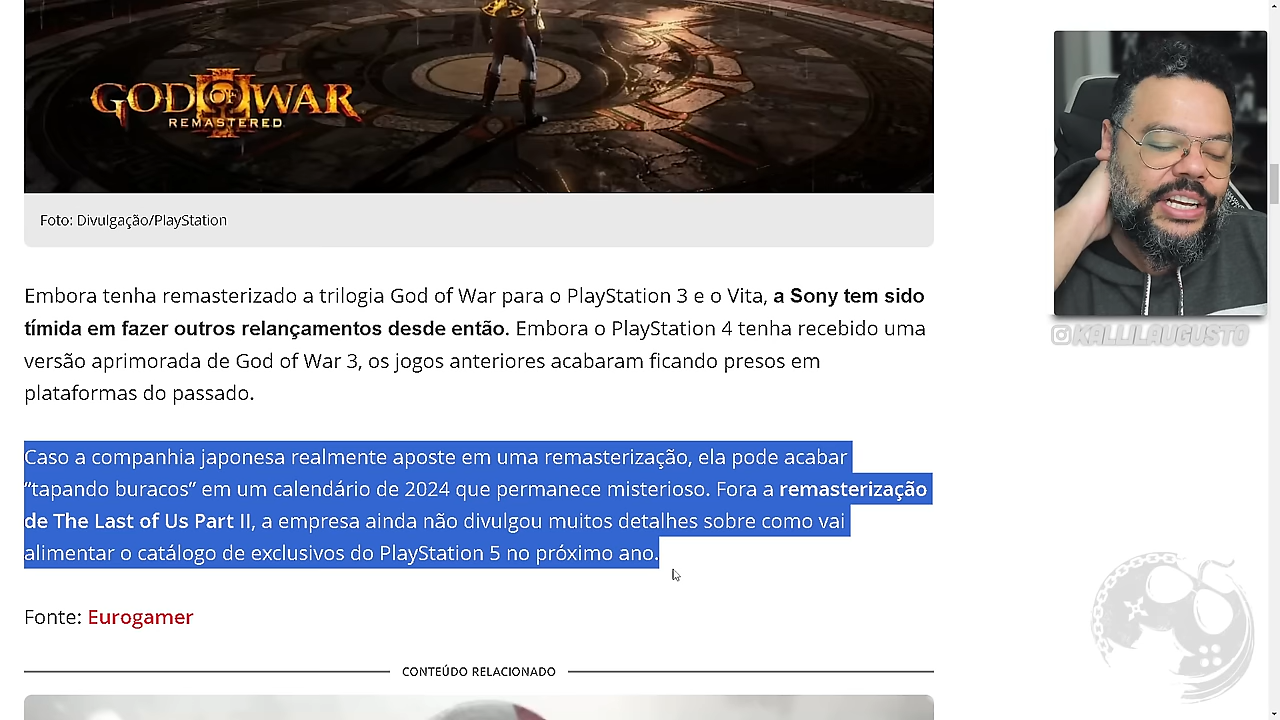 GOD OF WAR
III
REMASTERED
Foto: Divulgação/PlayStation
Embora tenha remasterizado a trilogia God of War para o PlayStation 3 e o Vita, a Sony tem sido
tímida em fazer outros relançamentos desde então. Embora o PlayStation 4 tenha recebido uma
versão aprimorada de God of War 3, os jogos anteriores acabaram ficando presos em
plataformas do passado.
Caso a companhia japonesa realmente aposte em uma remasterização, ela pode acabar
“tapando buracos” em um calendário de 2024 que permanece misterioso. Fora a remasterização
de The Last of Us Part II, a empresa ainda não divulgou muitos detalhes sobre como vai
alimentar o catálogo de exclusivos do PlayStation 5 no próximo ano.
Fonte: Eurogamer
CONTEÚDO RELACIONADO
@KALLILAUGUSTO